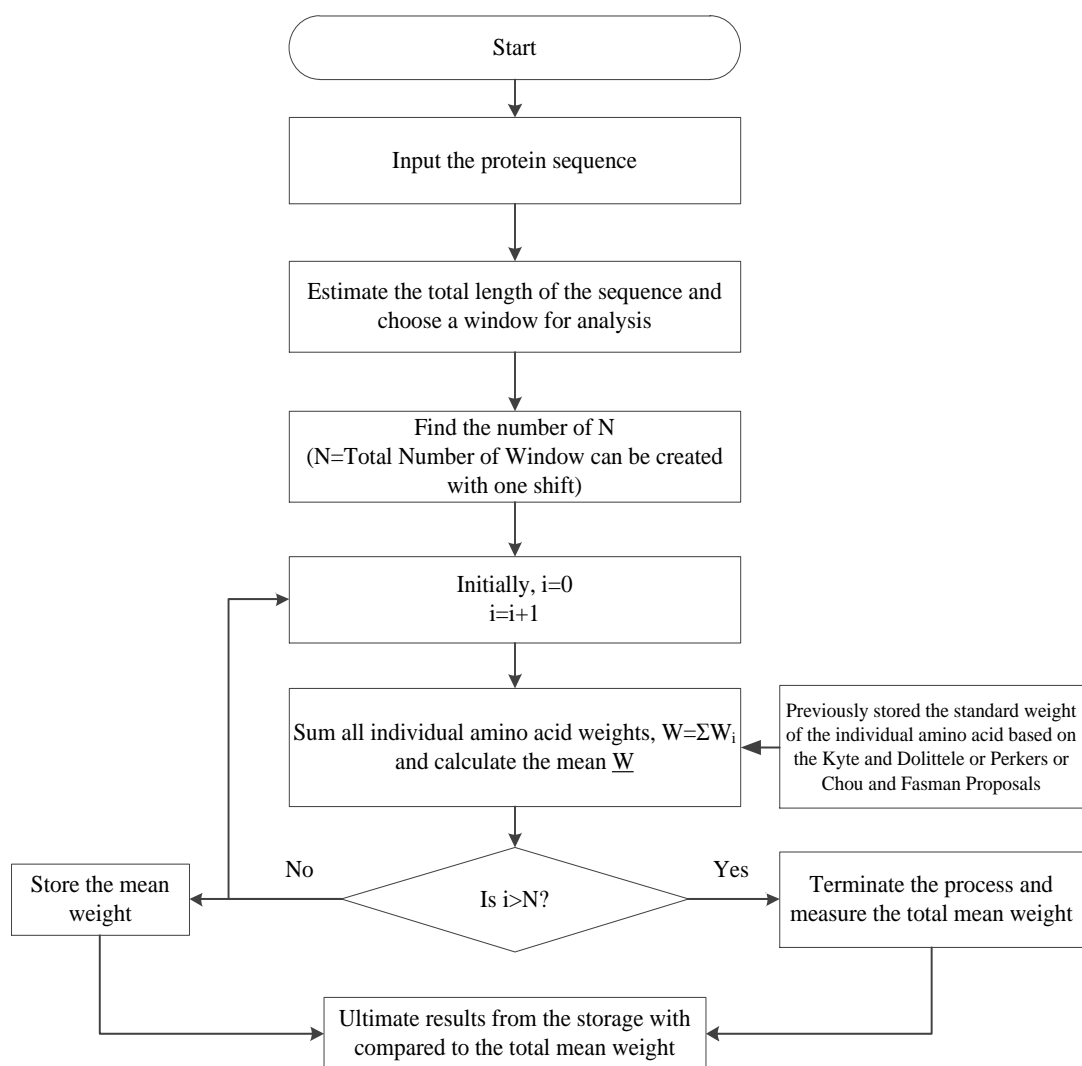 Start
Input the protein sequence
Estimate the total length of the sequence and
choose a window for analysis
Find the number of N
(N=Total Number of Window can be created
with one shift)
Initially, i=0
i=i+1
Sum all individual amino acid weights, W=ΣWᵢ
and calculate the mean W
Previously stored the standard weight
of the individual amino acid based on
the Kyte and Dolittele or Perkers or
Chou and Fasman Proposals
No
Yes
Is i>N?
Store the mean
weight
Terminate the process and
measure the total mean weight
Ultimate results from the storage with
compared to the total mean weight